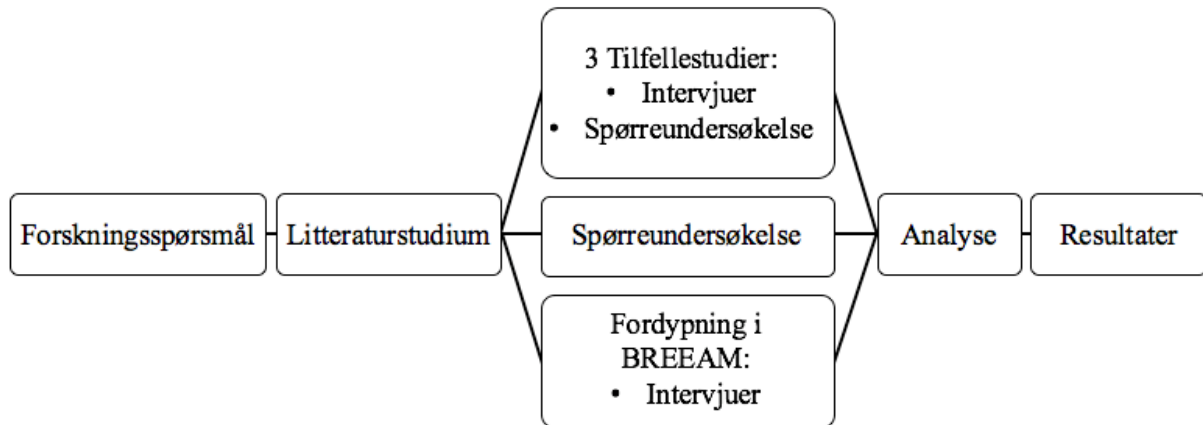 3 Tilfellestudier:
• Intervjuer
• Spørreundersøkelse
Forskningsspørsmål
Litteraturstudium
Spørreundersøkelse
Analyse
Resultater
Fordypning i
BREEAM:
• Intervjuer